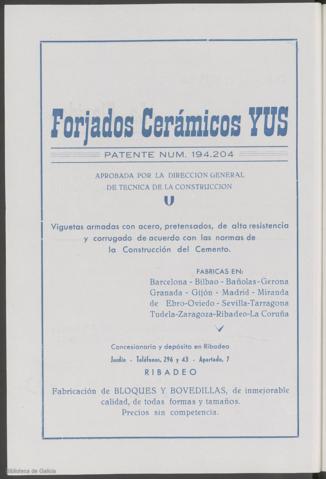 Forjados Cerámicos YUS
PATENTE NUM. 194.204
APROBADA POR LA DIRECCION GENERAL
DE TECNICA DE LA CONSTRUCCION
Viguetas armadas con acero, pretensados, de alta resistencia
y corrugado de acuerdo con las normas de
la Construcción del Cemento.
FABRICAS EN:
Barcelona - Bilbao - Bañolas-Gerona
Granada - Gijón - Madrid - Miranda
de Ebro-Oviedo - Sevilla-Tarragona
Tudela-Zaragoza-Ribadeo-La Coruña
Concesionario y depósito en Ribadeo
Jardín - Teléfonos, 296 y 43 - Apartado, 7
RIBADEO
Fabricación de BLOQUES Y BOVEDILLAS, de inmejorable
calidad, de todas formas y tamaños.
Precios sin competencia.
Biblioteca de Galicia